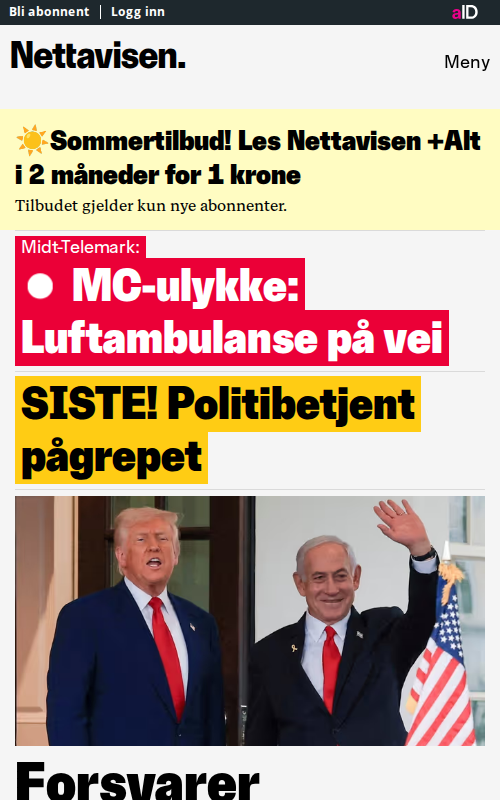 Bli abonnent | Logg inn
aID
Nettavisen.
Meny
☀️Sommertilbud! Les Nettavisen +Alt
i 2 måneder for 1 krone
Tilbudet gjelder kun nye abonnenter.
Midt-Telemark:
MC-ulykke:
Luftambulanse på vei
SISTE! Politibetjent
pågrepet
Forsvarer